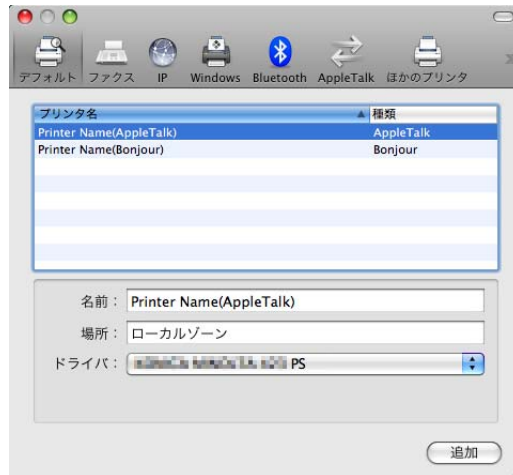 デフォルト ファクス IP Windows Bluetooth AppleTalk ほかのプリンタ
プリンタ名 種類
Printer Name(AppleTalk) AppleTalk
Printer Name(Bonjour) Bonjour
名前： Printer Name(AppleTalk)
場所： ローカルゾーン
ドライバ： PS
追加